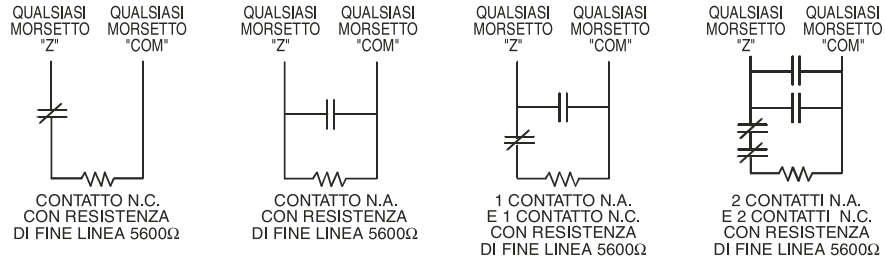 QUALSIASI
MORSETTO
"Z"
QUALSIASI
MORSETTO
"COM"
CONTATTO N.C.
CON RESISTENZA
DI FINE LINEA 5600Ω
QUALSIASI
MORSETTO
"Z"
QUALSIASI
MORSETTO
"COM"
CONTATTO N.A.
CON RESISTENZA
DI FINE LINEA 5600Ω
QUALSIASI
MORSETTO
"Z"
QUALSIASI
MORSETTO
"COM"
1 CONTATTO N.A.
E 1 CONTATTO N.C.
CON RESISTENZA
DI FINE LINEA 5600Ω
QUALSIASI
MORSETTO
"Z"
QUALSIASI
MORSETTO
"COM"
2 CONTATTI N.A.
E 2 CONTATTI N.C.
CON RESISTENZA
DI FINE LINEA 5600Ω